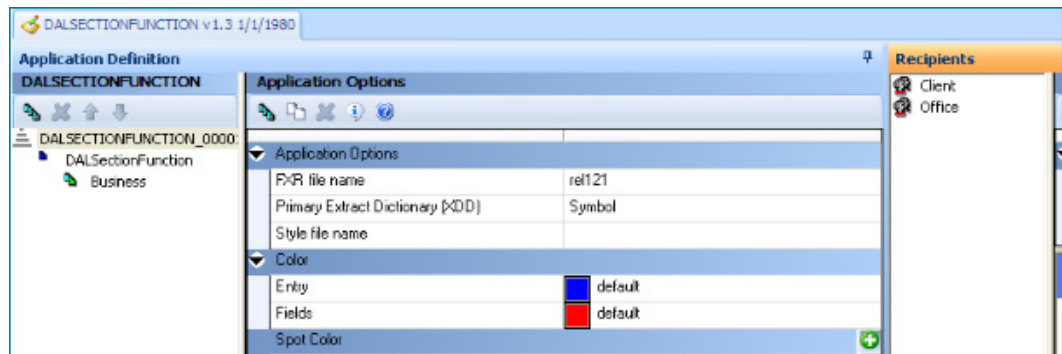 DALSECTIONFUNCTION v1.3 1/1/1980
Application Definition
Recipients
DALSECTIONFUNCTION
Application Options
Client
Office
DALSECTIONFUNCTION_0000
DALSectionFunction
Business
Application Options
FXR file name rel121
Primary Extract Dictionary (XDD) Symbol
Style file name
Color
Entry default
Fields default
Spot Color